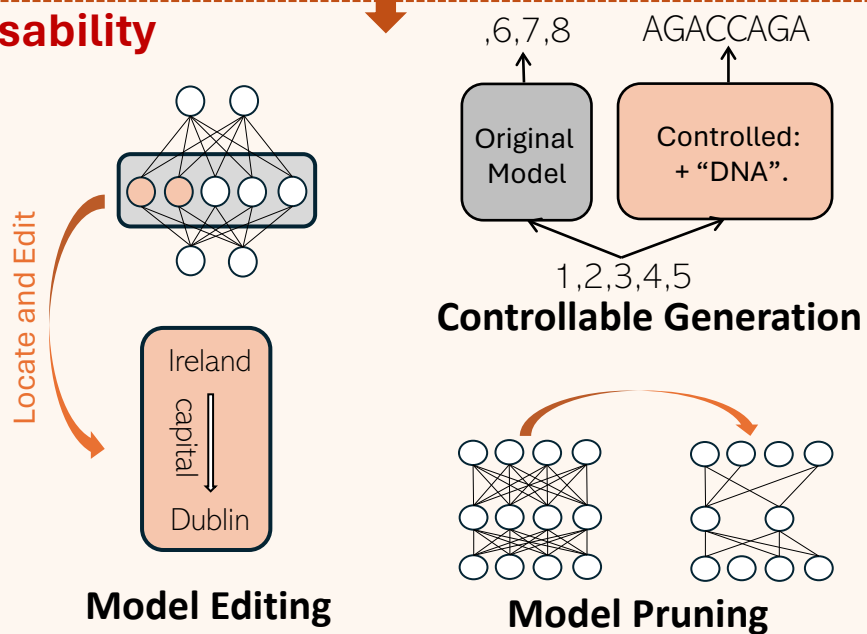 sability
,6,7,8
AGACCAGA
Original
Model
Controlled:
+ “DNA”.
1,2,3,4,5
Controllable Generation
Locate and Edit
Ireland
capital
Dublin
Model Editing
Model Pruning